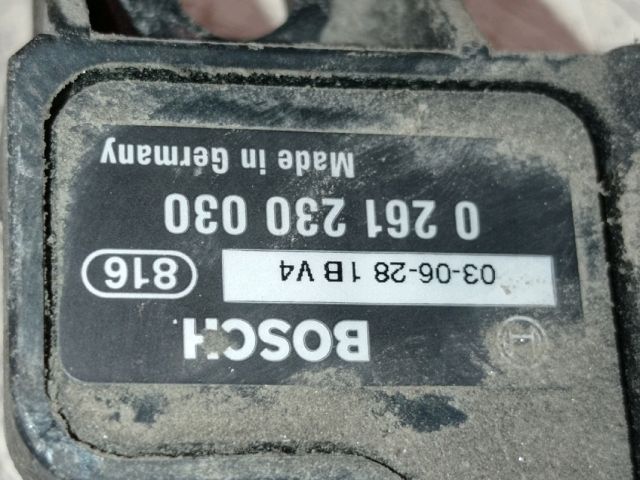 BOSCH
03-06-28 1B V4 816
0 261 230 030
Made in Germany